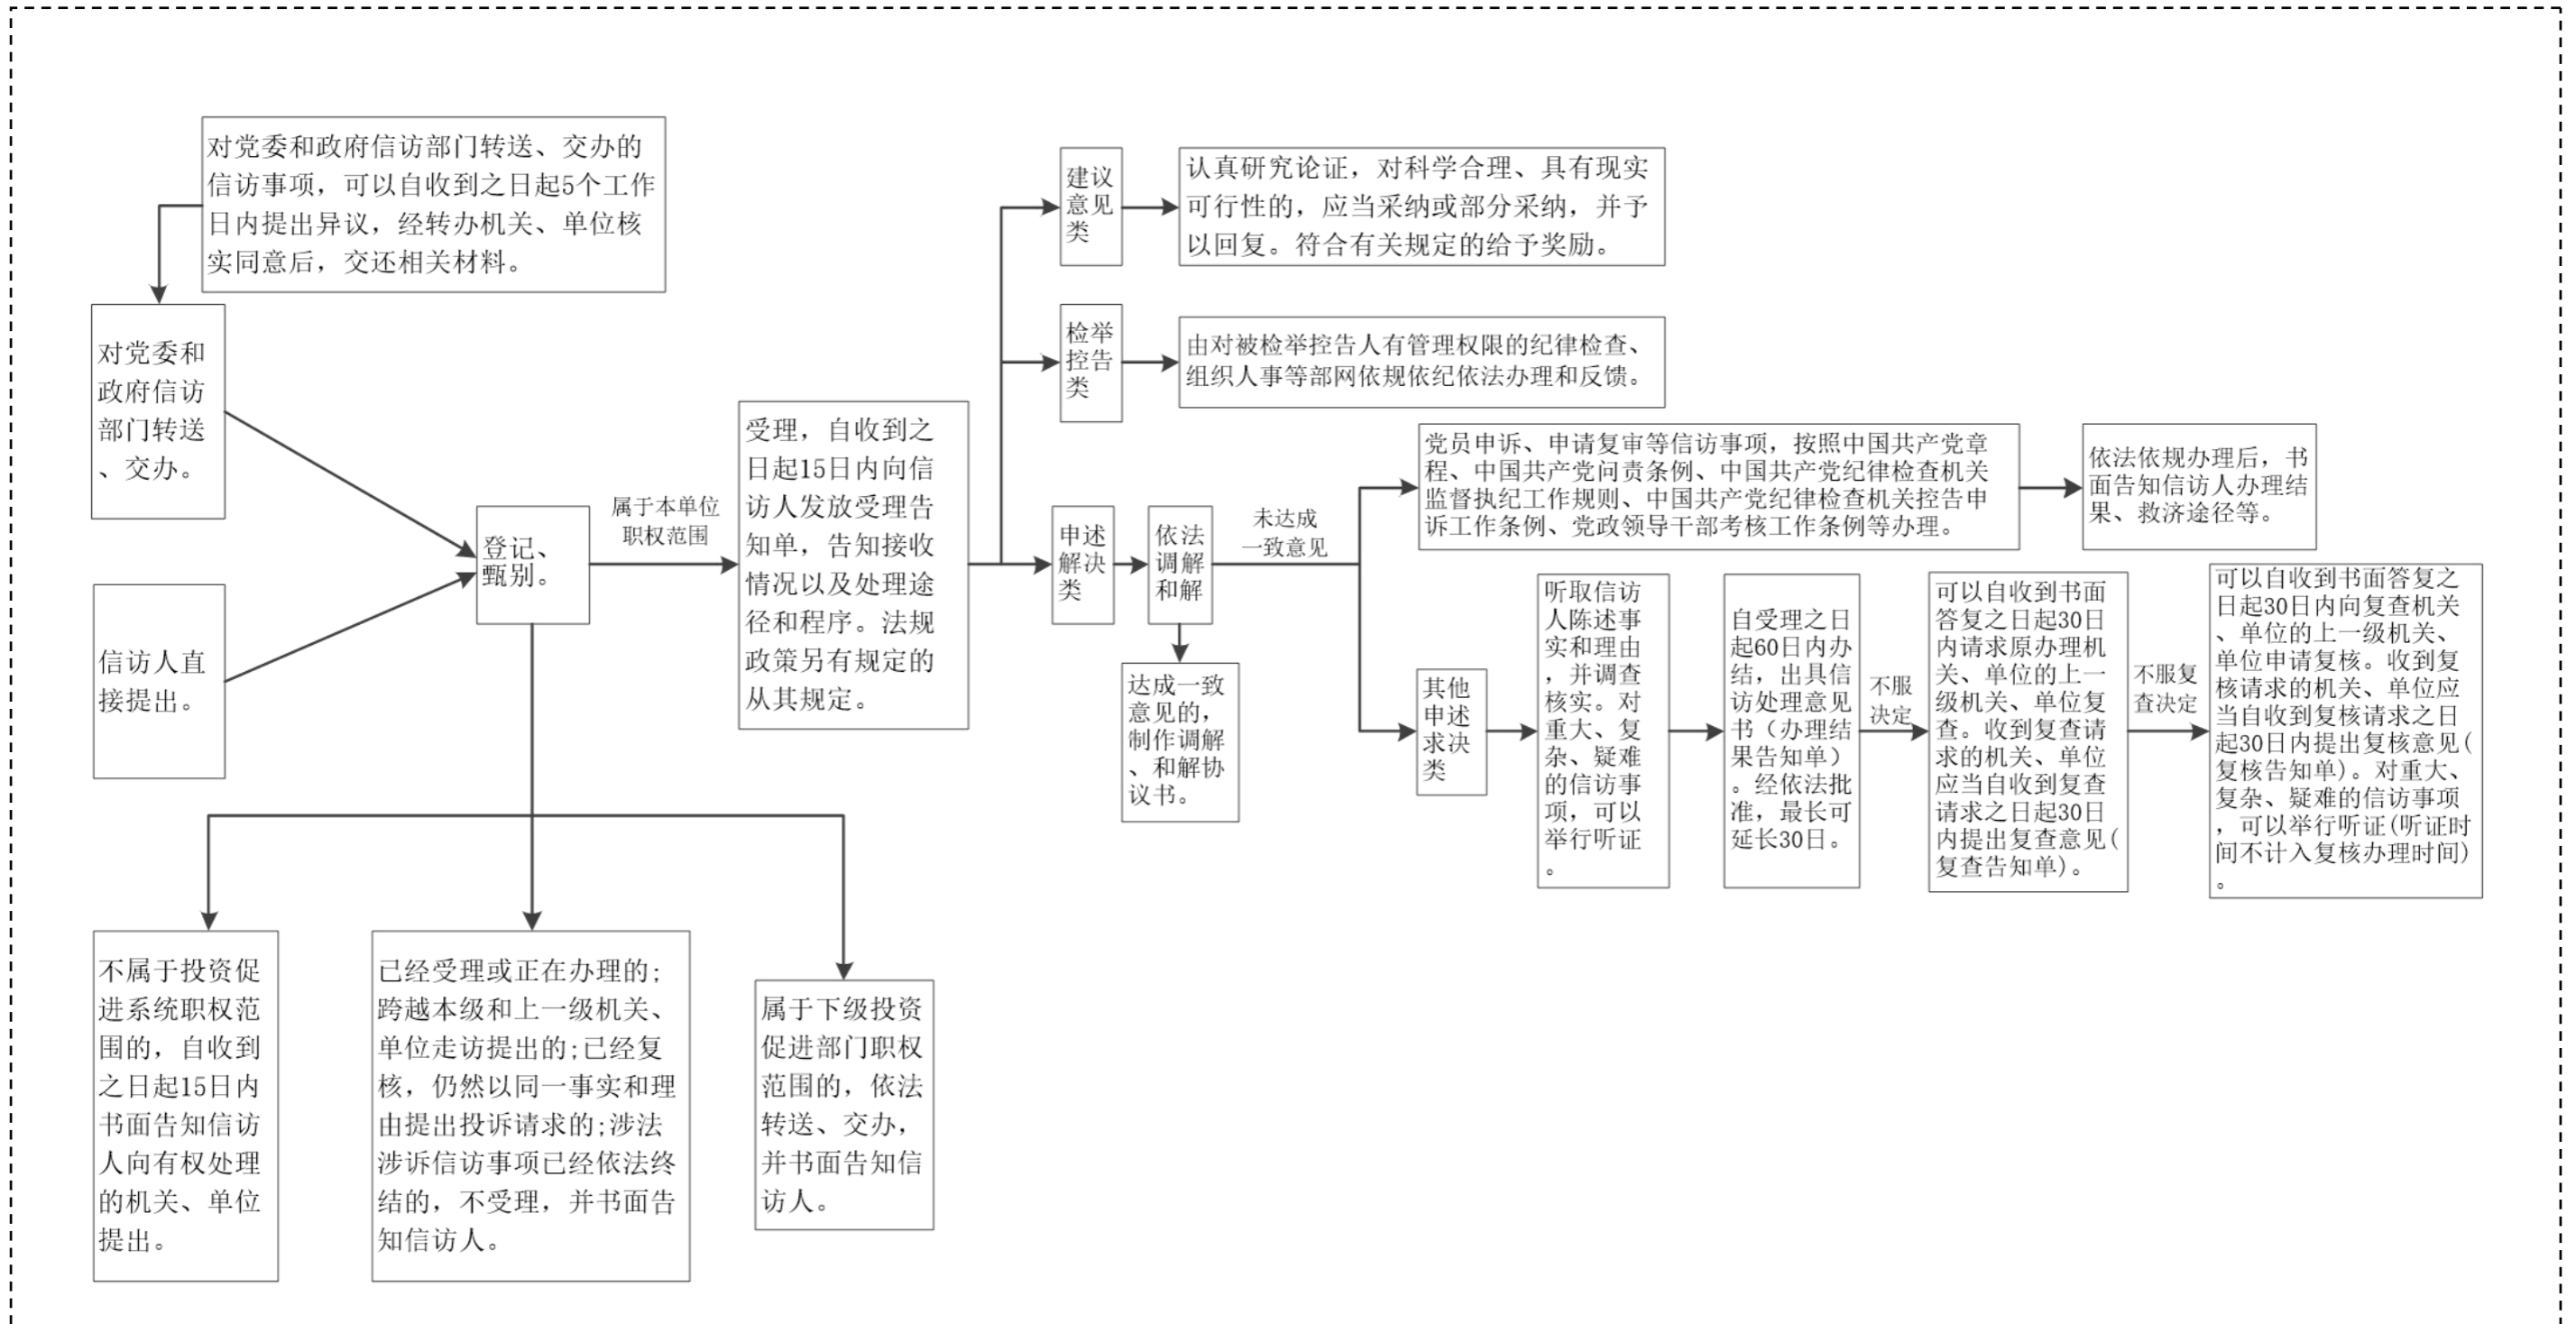 对党委和政府信访部门转送、交办的
信访事项，可以自收到之日起5个工作
日内提出异议，经转办机关、单位核
实同意后，交还相关材料。
对党委和
政府信访
部门转送
、交办。
信访人直
接提出。
登记、
甄别。
属于本单位
职权范围
受理，自收到之
日起15日内向信
访人发放受理告
知单，告知接收
情况以及处理途
径和程序。法规
政策另有规定的
从其规定。
建议
意见
类
认真研究论证，对科学合理、具有现实
可行性的，应当采纳或部分采纳，并予
以回复。符合有关规定的给予奖励。
检举
控告
类
由对被检举控告人有管理权限的纪律检查、
组织人事等部网依规依纪依法办理和反馈。
申述
解决
类
依法
调解
和解
达成一致
意见的，
制作调解
、和解协
议书。
未达成
一致意见
党员申诉、申请复审等信访事项，按照中国共产党章
程、中国共产党问责条例、中国共产党纪律检查机关
监督执纪工作规则、中国共产党纪律检查机关控告申
诉工作条例、党政领导干部考核工作条例等办理。
依法依规办理后，书
面告知信访人办理结
果、救济途径等。
其他
申述
求决
类
听取信访
人陈述事
实和理由
，并调查
核实。对
重大、复
杂、疑难
的信访事
项，可以
举行听证
。
自受理之日
起60日内办
结，出具信
访处理意见
书（办理结
果告知单）
。经依法批
准，最长可
延长30日。
不服
决定
可以自收到书面
答复之日起30日
内请求原办理机
关、单位的上一
级机关、单位复
查。收到复查请
求的机关、单位
应当自收到复查
请求之日起30日
内提出复查意见(
复查告知单)。
不服复
查决定
可以自收到书面答复之
日起30日内向复查机关
、单位的上一级机关、
单位申请复核。收到复
核请求的机关、单位应
当自收到复核请求之日
起30日内提出复核意见(
复核告知单)。对重大、
复杂、疑难的信访事项
，可以举行听证(听证时
间不计入复核办理时间)
。
不属于投资促
进系统职权范
围的，自收到
之日起15日内
书面告知信访
人向有权处理
的机关、单位
提出。
已经受理或正在办理的;
跨越本级和上一级机关、
单位走访提出的;已经复
核，仍然以同一事实和理
由提出投诉请求的;涉法
涉诉信访事项已经依法终
结的，不受理，并书面告
知信访人。
属于下级投资
促进部门职权
范围的，依法
转送、交办，
并书面告知信
访人。